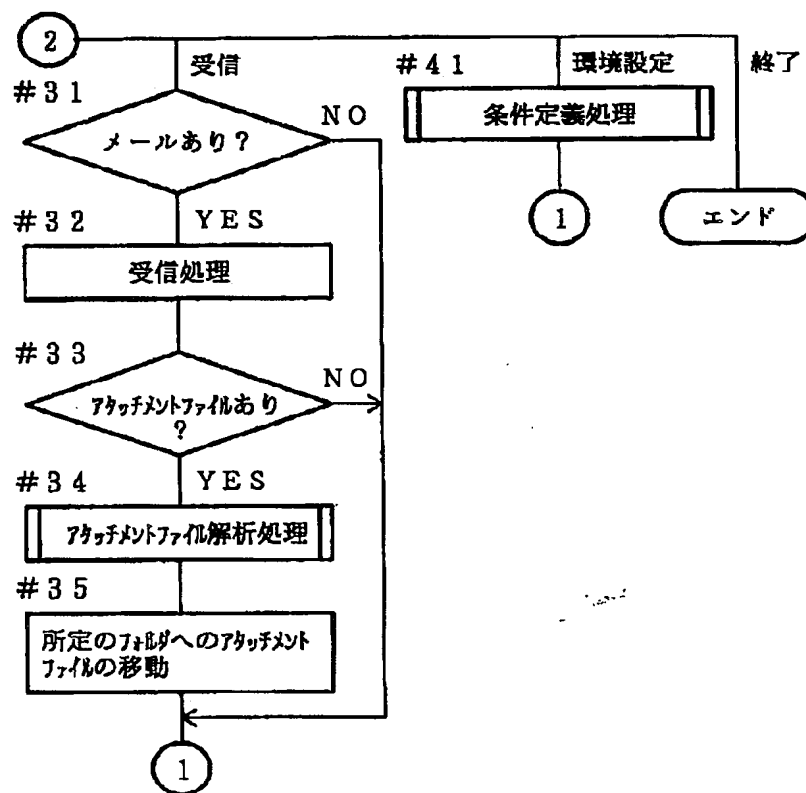 2
受信
#31
メールあり?
NO
YES
#32
受信処理
#33
アタッチメントファイルあり
?
NO
YES
#34
アタッチメントファイル解析処理
#35
所定のフォルダへのアタッチメント
ファイルの移動
1
環境設定
#41
条件定義処理
1
終了
エンド